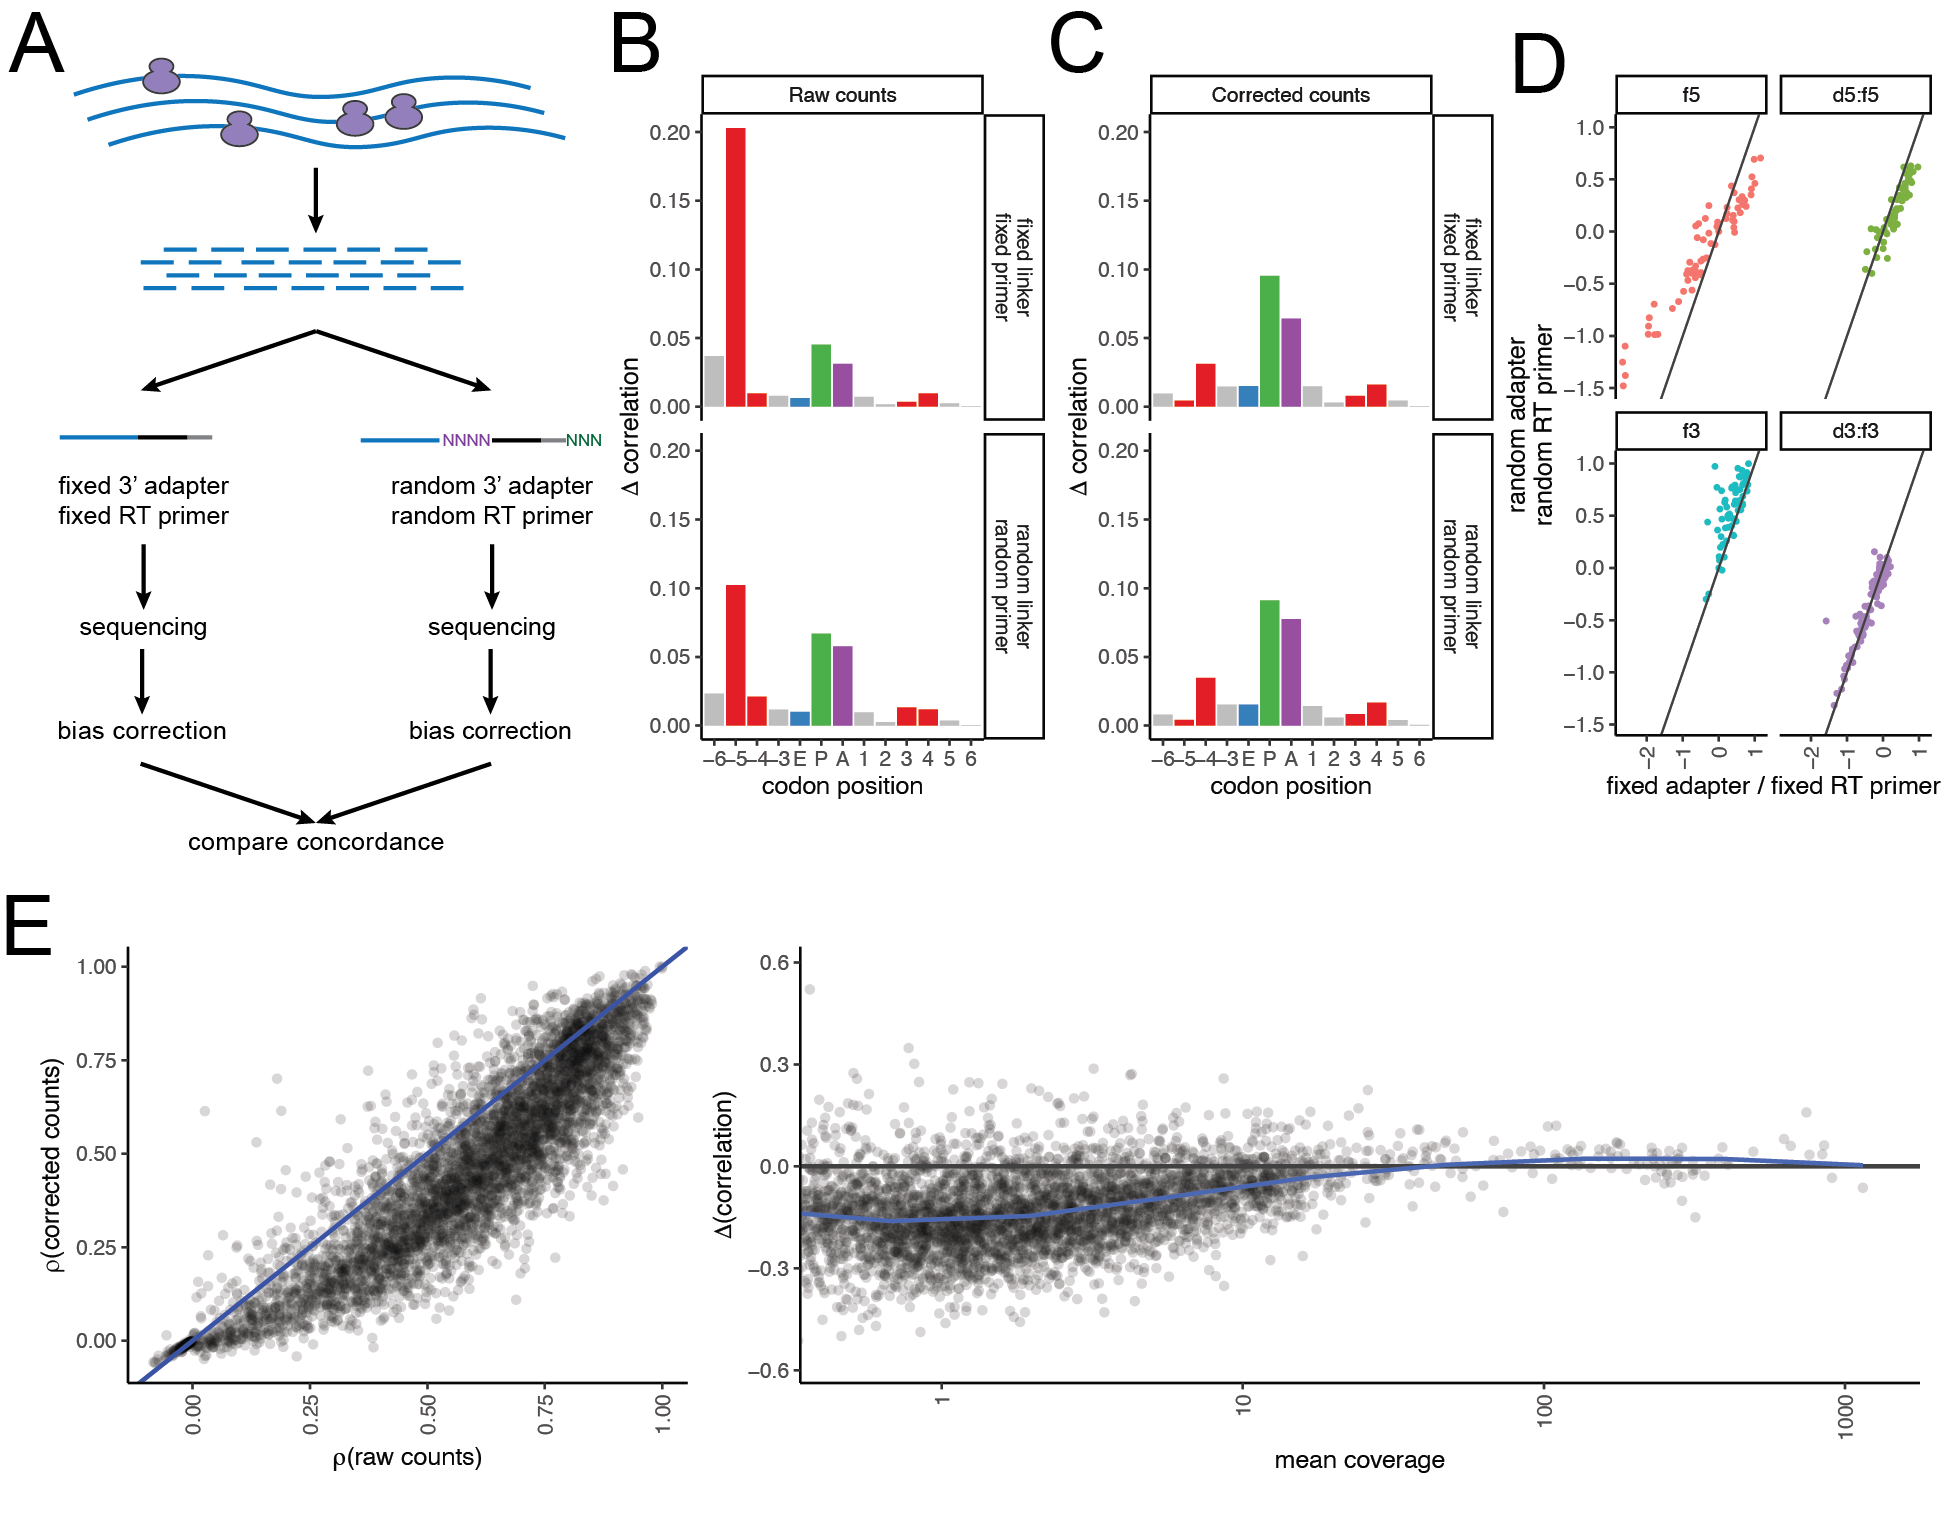 A
NNNN
NNN
fixed 3’ adapter
fixed RT primer
random 3’ adapter
random RT primer
sequencing
sequencing
bias correction
bias correction
compare concordance
B
Raw counts
0.20
0.15
0.10
0.05
0.00
fixed linker
fixed primer
0.20
0.15
0.10
0.05
0.00
random linker
random primer
Δ correlation
−6 −5 −4 −3 E P A 1 2 3 4 5 6
codon position
C
Corrected counts
0.20
0.15
0.10
0.05
0.00
fixed linker
fixed primer
0.20
0.15
0.10
0.05
0.00
random linker
random primer
Δ correlation
−6 −5 −4 −3 E P A 1 2 3 4 5 6
codon position
D
f5
d5:f5
1.0
0.5
0.0
−0.5
−1.0
−1.5
f3
d3:f3
1.0
0.5
0.0
−0.5
−1.0
−1.5
random adapter
random RT primer
−2 −1 0 1
−2 −1 0 1
fixed adapter / fixed RT primer
E
1.00
0.75
0.50
0.25
0.00
ρ(corrected counts)
0.00 0.25 0.50 0.75 1.00
ρ(raw counts)
0.6
0.3
0.0
−0.3
−0.6
Δ(correlation)
1 10 100 1000
mean coverage